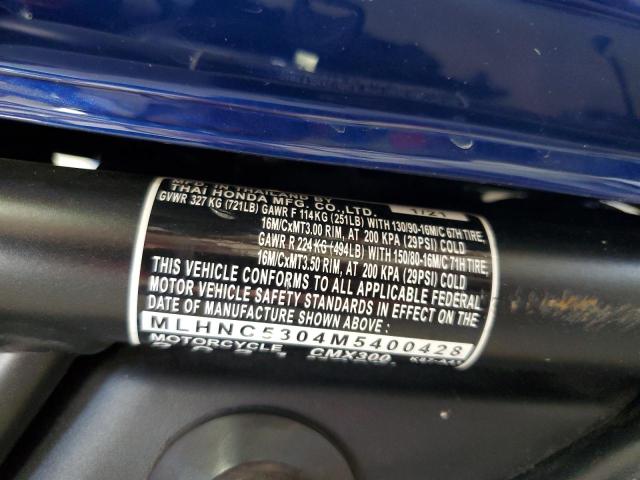 MFD. IN THAILAND BY
THAI HONDA MFG. CO., LTD. 1/21
GVWR 327 KG (721LB) GAWR F 114KG (251LB) WITH 130/90-16M/C 67H TIRE,
16M/CxMT3.00 RIM, AT 200 KPA (29PSI) COLD
GAWR R 224 KG (494LB) WITH 150/80-16M/C 71H TIRE,
16M/CxMT3.50 RIM, AT 200 KPA (29PSI) COLD
THIS VEHICLE CONFORMS TO ALL APPLICABLE FEDERAL
MOTOR VEHICLE SAFETY STANDARDS IN EFFECT ON THE
DATE OF MANUFACTURE SHOWN ABOVE:
MLHNC5304M5400428
MOTORCYCLE CMX300